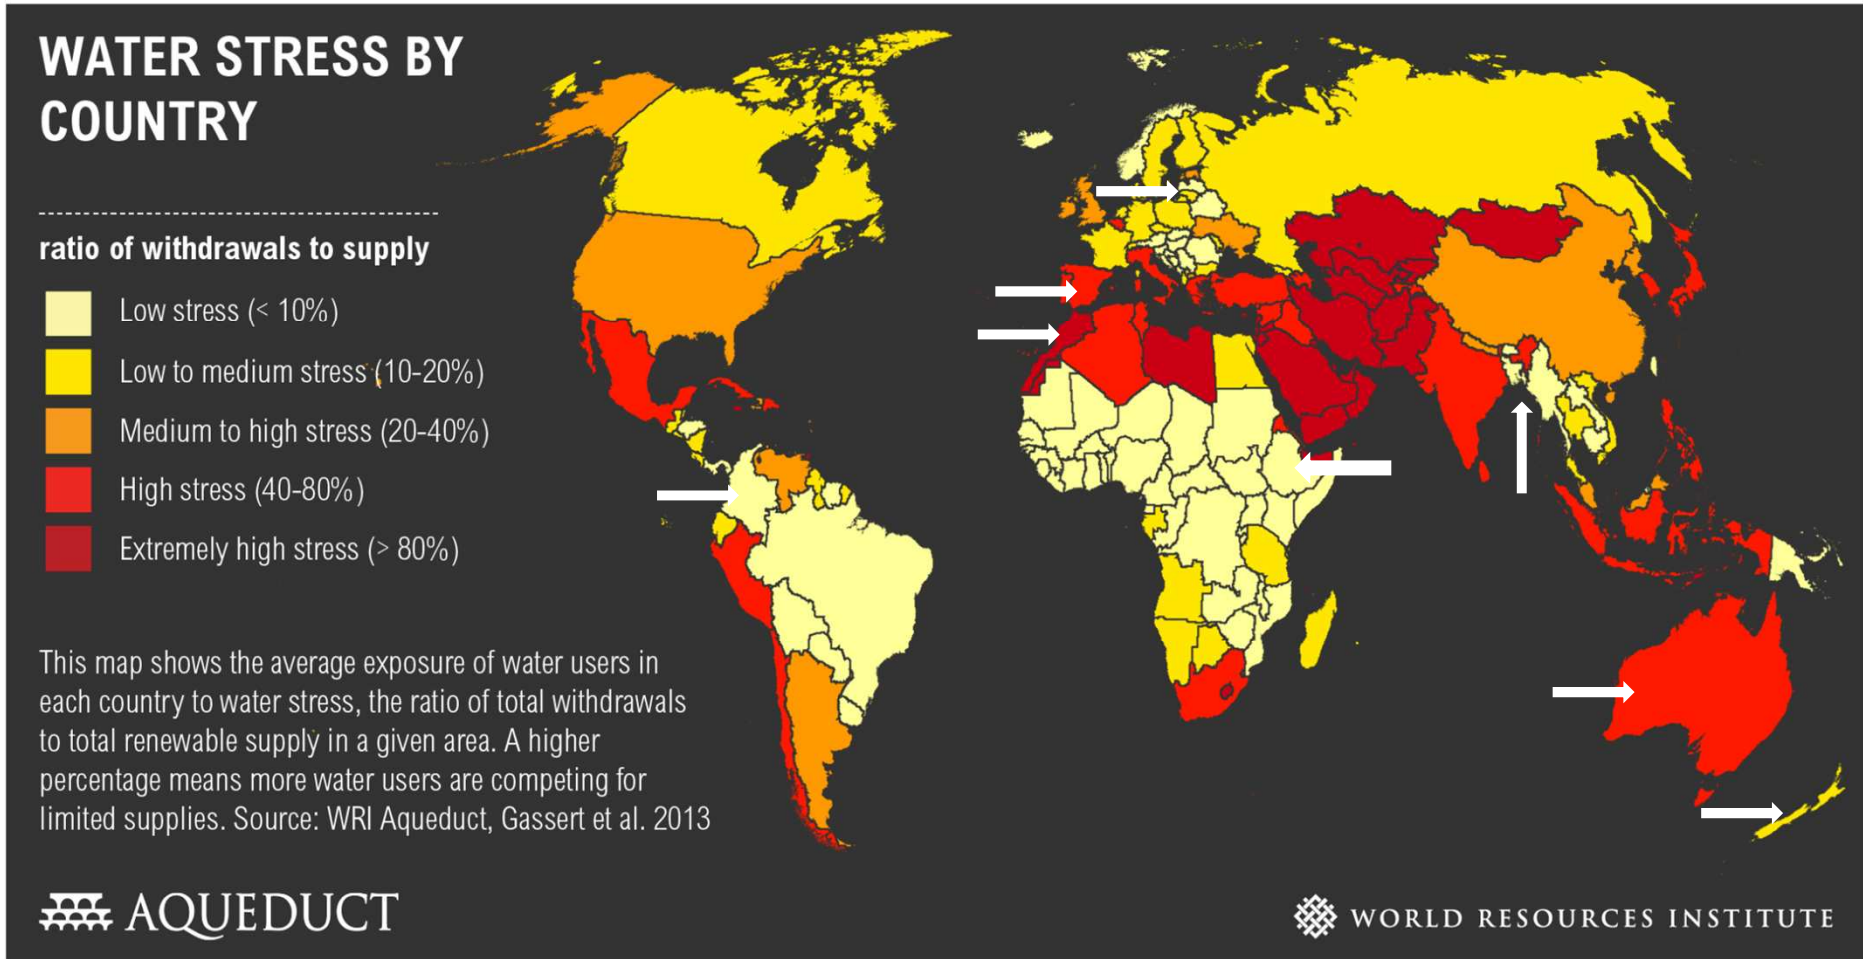 WATER STRESS BY
COUNTRY
ratio of withdrawals to supply
Low stress (< 10%)
Low to medium stress (10-20%)
Medium to high stress (20-40%)
High stress (40-80%)
Extremely high stress (> 80%)
This map shows the average exposure of water users in
each country to water stress, the ratio of total withdrawals
to total renewable supply in a given area. A higher
percentage means more water users are competing for
limited supplies. Source: WRI Aqueduct, Gassert et al. 2013
AQUEDUCT
WORLD RESOURCES INSTITUTE